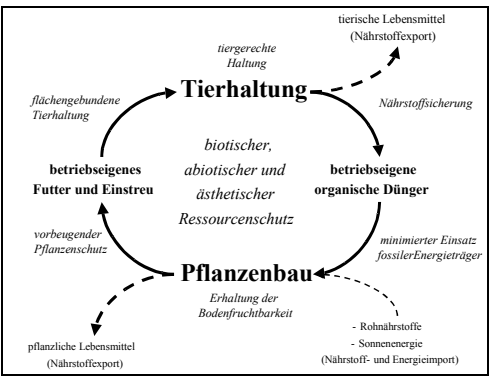 tierische Lebensmittel
(Nährstoffexport)
tiergerechte
Haltung
Tierhaltung
flächengebundene
Tierhaltung
Nährstoffsicherung
biotischer,
abiotischer und
ästhetischer
Ressourcenschutz
betriebseigenes
Futter und Einstreu
betriebseigene
organische Dünger
vorbeugender
Pflanzenschutz
minimierter Einsatz
fossilerEnergieträger
Pflanzenbau
Erhaltung der
Bodenfruchtbarkeit
pflanzliche Lebensmittel
(Nährstoffexport)
- Rohnährstoffe
- Sonnenenergie
(Nährstoff- und Energieimport)